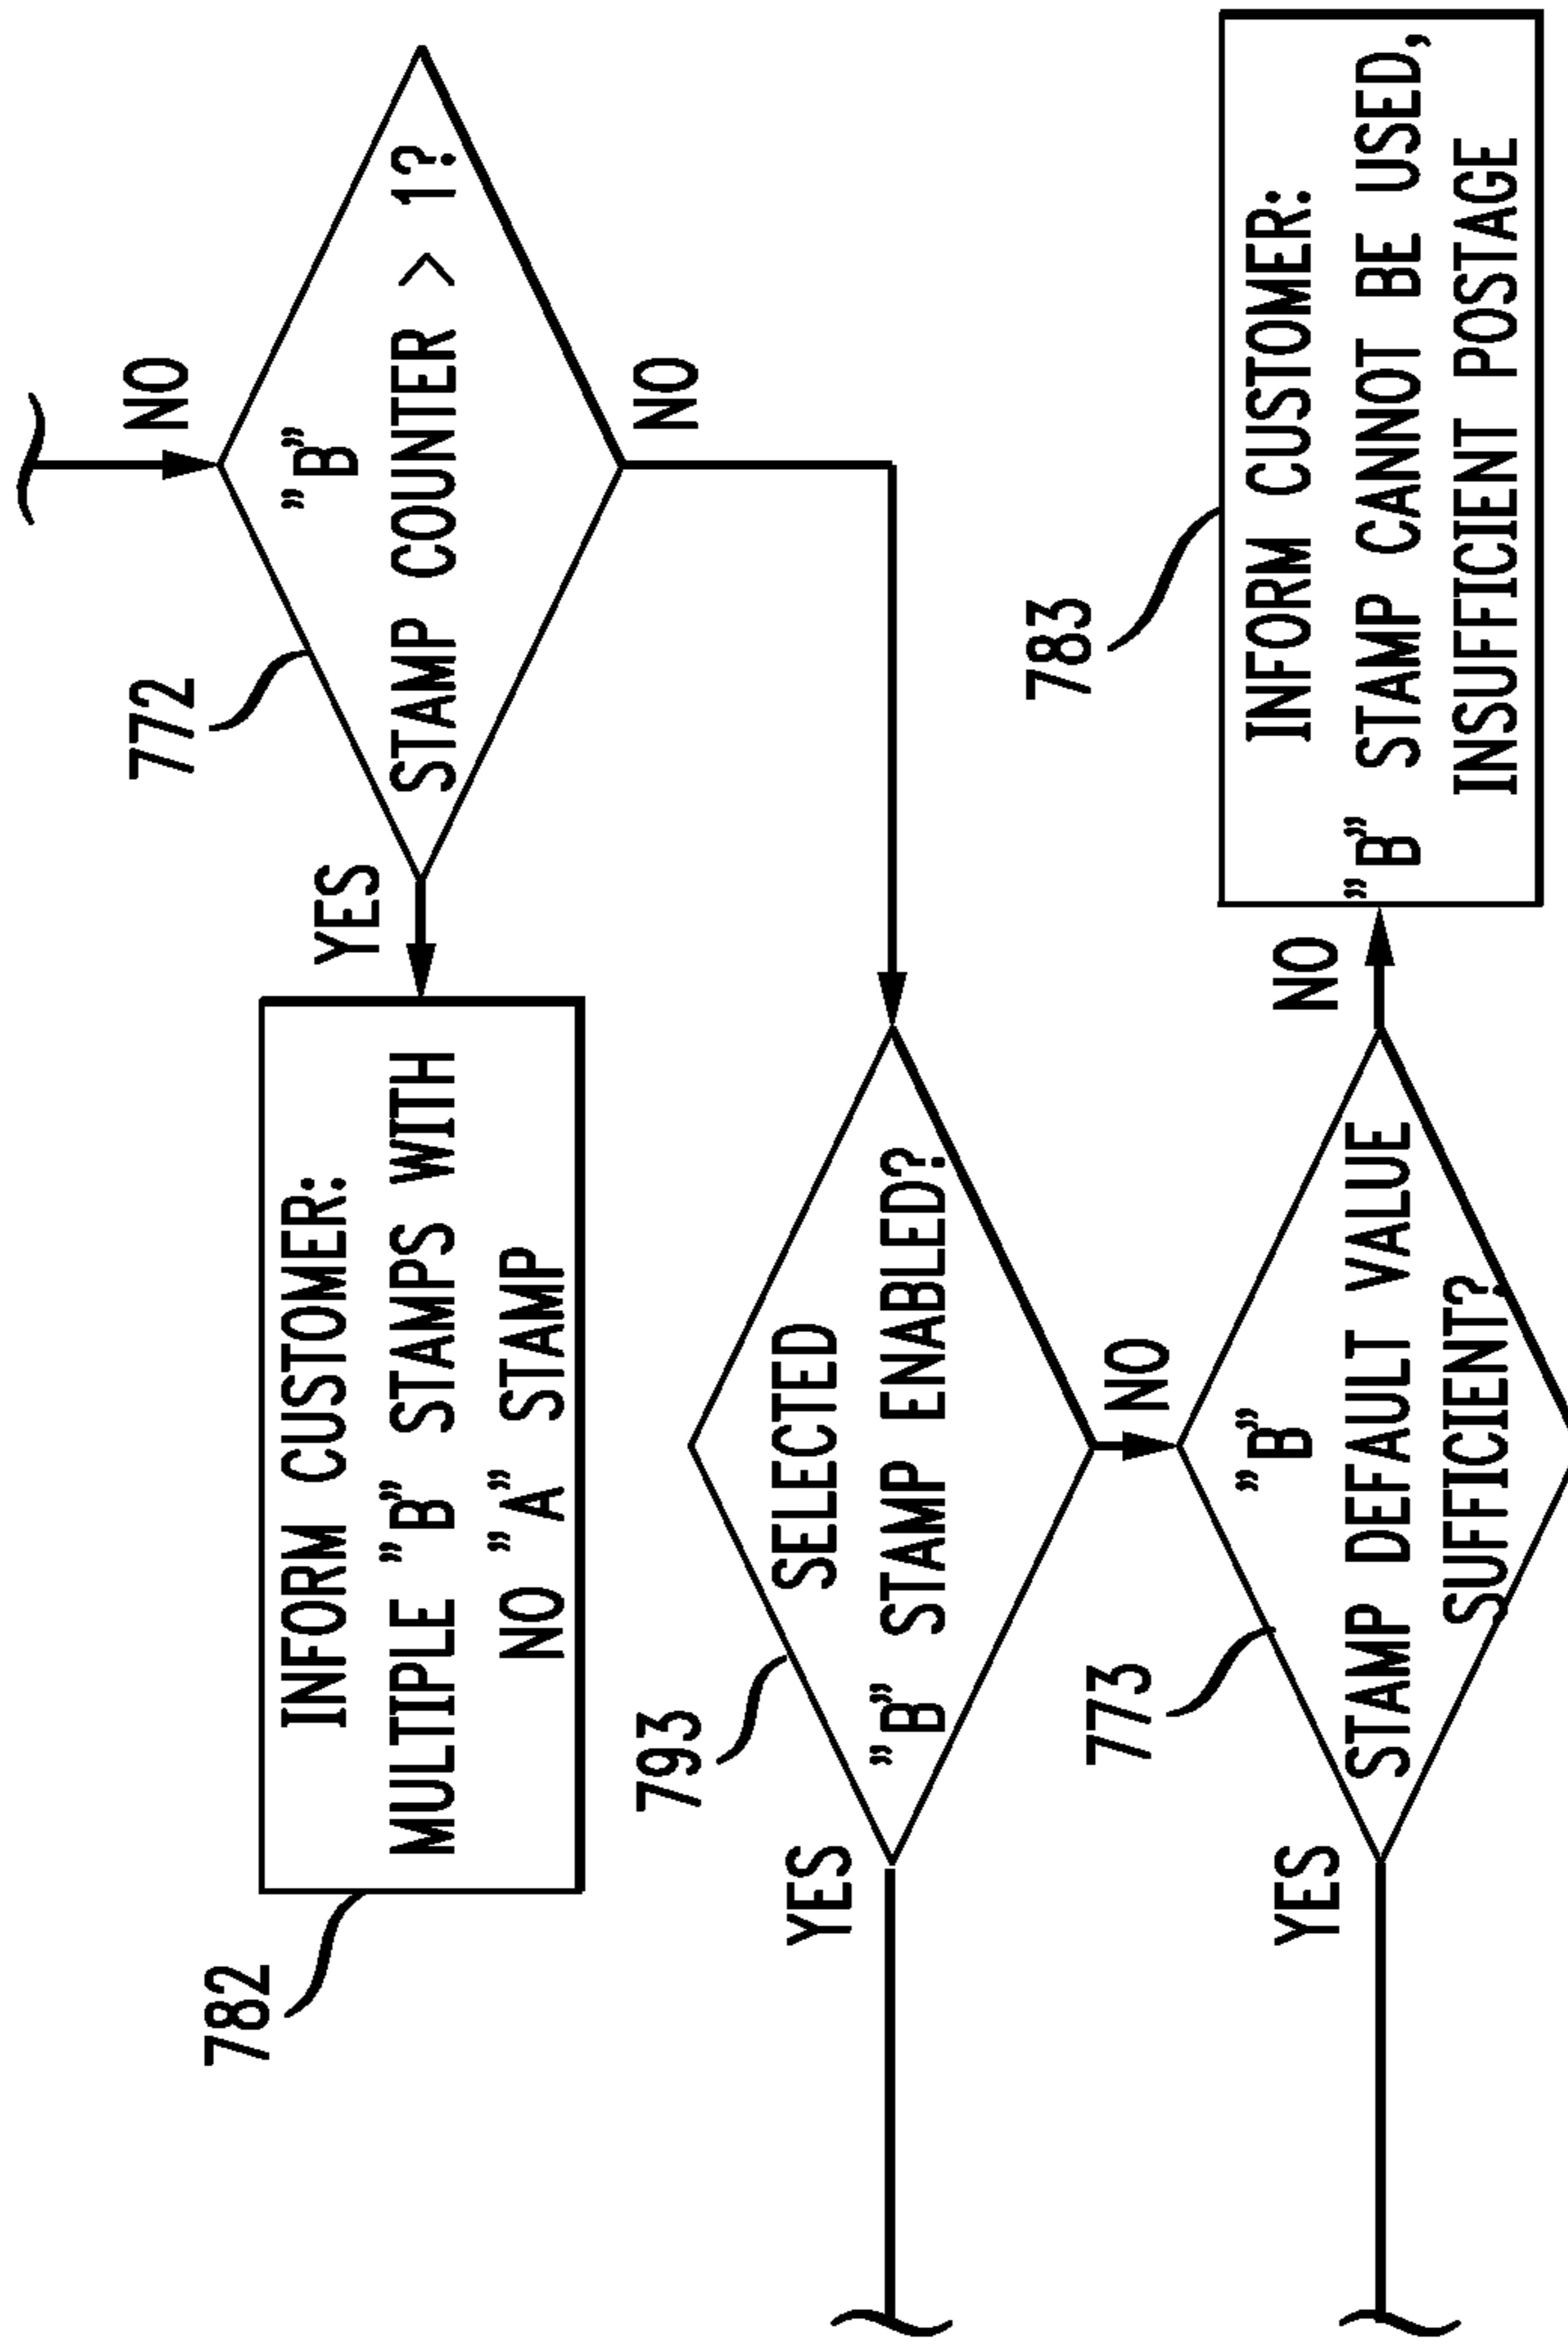 NO
772
"B"
STAMP COUNTER > 1?
YES
NO
782
INFORM CUSTOMER:
MULTIPLE "B" STAMPS WITH
NO "A" STAMP
793
SELECTED
"B" STAMP ENABLED?
YES
NO
773
"B"
STAMP DEFAULT VALUE
SUFFICIENT?
YES
NO
783
INFORM CUSTOMER:
"B" STAMP CANNOT BE USED,
INSUFFICIENT POSTAGE